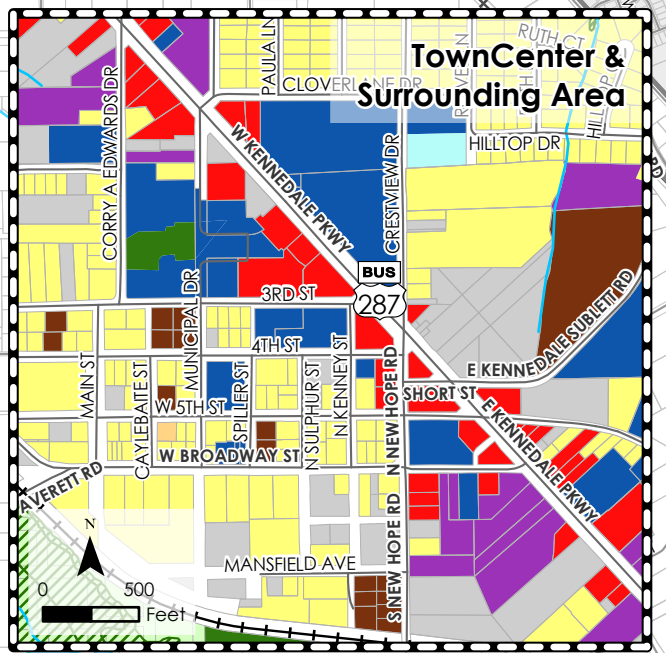 RUTH CT
PAULA LN
TownCenter &
CLOVERLANE DR
Surrounding Area
HILLTOP DR
CORRY A EDWARDS DR
W KENNEDALE PKWY
CRESTVIEW DR
RD
BUS
287
MUNICIPAL DR
3RD ST
4TH ST
E KENNEDALE SUBLETT RD
MAIN ST
CAYLEBAITE ST
W 5TH ST
SPILLER ST
N SULPHUR ST
N KENNEY ST
N NEW HOPE RD
SHORT ST
E KENNEDALE PKWY
W BROADWAY ST
AVERETT RD
S NEW HOPE RD
MANSFIELD AVE
N
0 500
Feet